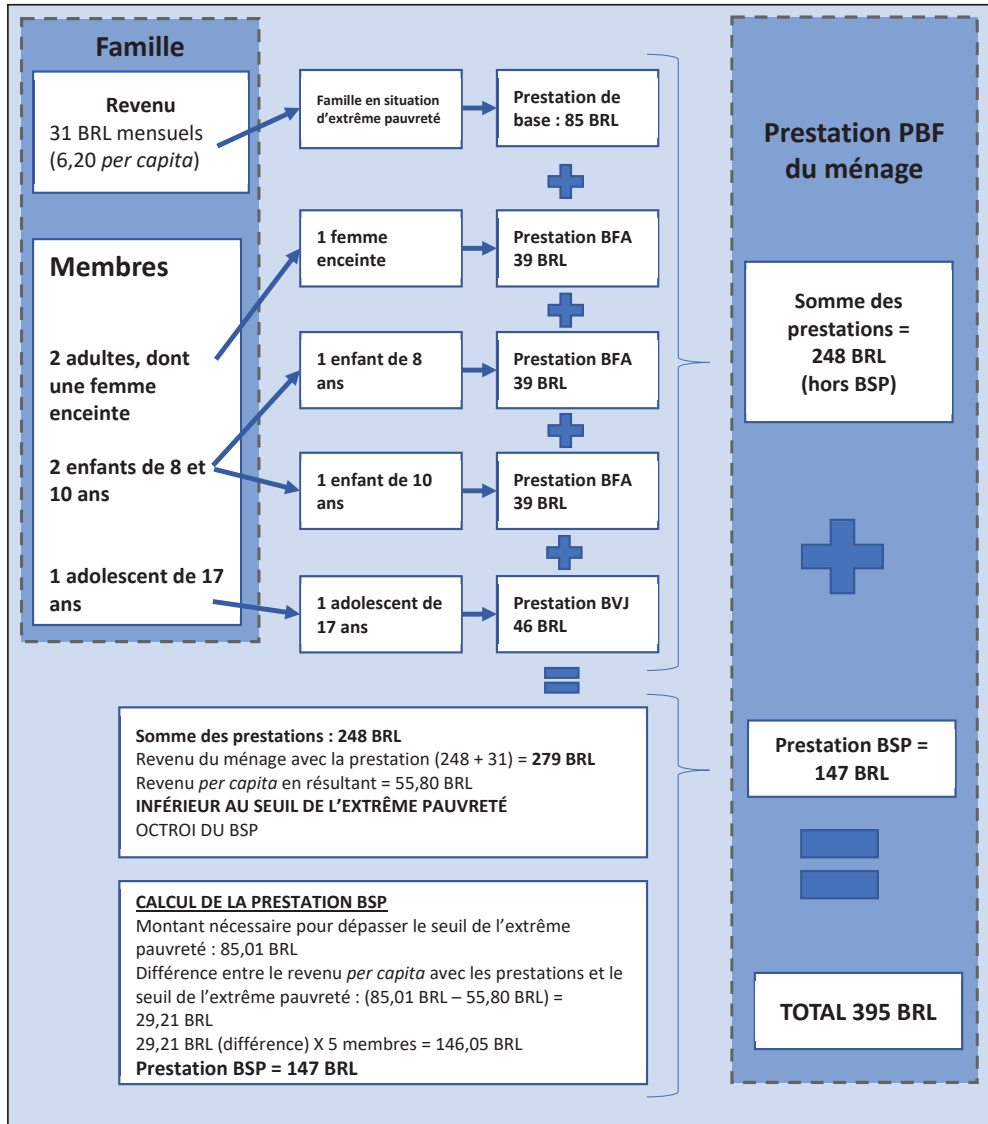 Famille
Revenu
31 BRL mensuels
(6,20 per capita)
Famille en situation
d'extrême pauvreté
Prestation de
base : 85 BRL
Membres
2 adultes, dont
une femme
enceinte
2 enfants de 8 et
10 ans
1 adolescent de 17
ans
1 femme
enceinte
Prestation BFA
39 BRL
1 enfant de 8
ans
Prestation BFA
39 BRL
1 enfant de 10
ans
Prestation BFA
39 BRL
1 adolescent de
17 ans
Prestation BVJ
46 BRL
Somme des prestations : 248 BRL
Revenu du ménage avec la prestation (248 + 31) = 279 BRL
Revenu per capita en résultant = 55,80 BRL
INFÉRIEUR AU SEUIL DE L'EXTRÊME PAUVRETÉ
OCTROI DU BSP
CALCUL DE LA PRESTATION BSP
Montant nécessaire pour dépasser le seuil de l'extrême
pauvreté : 85,01 BRL
Différence entre le revenu per capita avec les prestations et le
seuil de l'extrême pauvreté : (85,01 BRL – 55,80 BRL) =
29,21 BRL
29,21 BRL (différence) X 5 membres = 146,05 BRL
Prestation BSP = 147 BRL
Prestation PBF
du ménage
Somme des
prestations =
248 BRL
(hors BSP)
Prestation BSP =
147 BRL
TOTAL 395 BRL